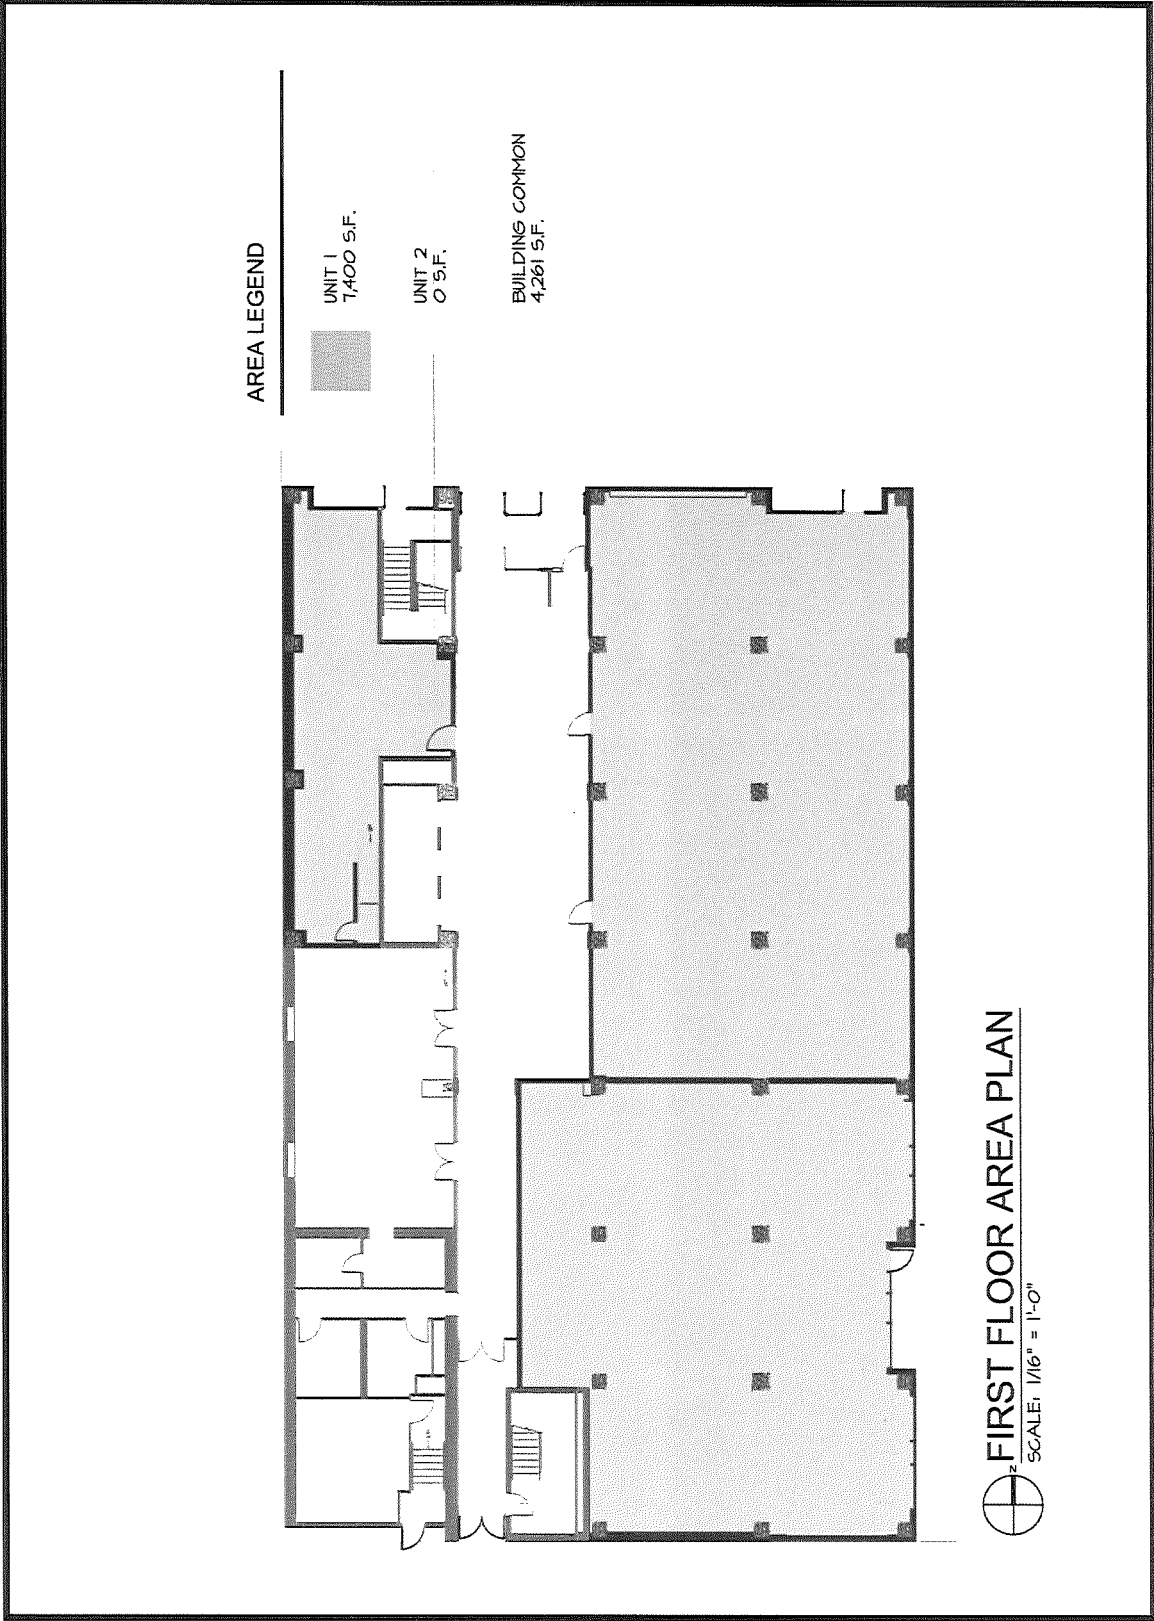 AREA LEGEND
UNIT 1
7,400 S.F.
UNIT 2
0 S.F.
BUILDING COMMON
4,261 S.F.
FIRST FLOOR AREA PLAN
SCALE: 1/16" = 1'-0"
N